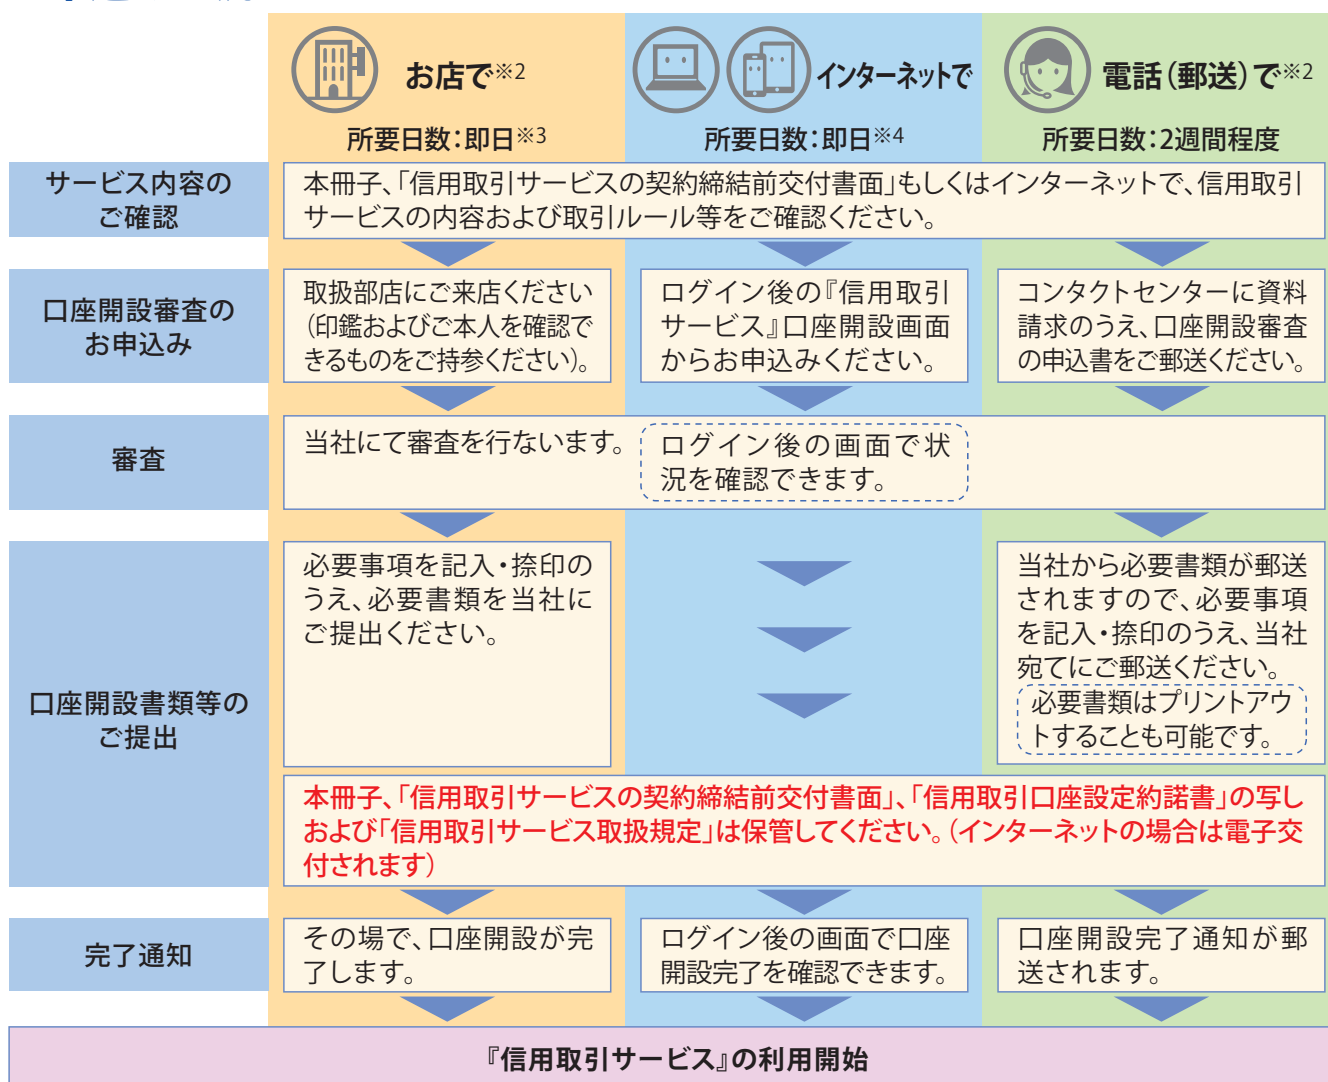 お店で※2
所要日数:即日※3
インターネットで
所要日数:即日※4
電話(郵送)で※2
所要日数:2週間程度
サービス内容の
ご確認
本冊子、「信用取引サービスの契約締結前交付書面」もしくはインターネットで、信用取引
サービスの内容および取引ルール等をご確認ください。
口座開設審査の
お申込み
取扱部店にご来店ください
(印鑑およびご本人を確認で
きるものをご持参ください)。
ログイン後の『信用取引
サービス』口座開設画面
からお申込みください。
コンタクトセンターに資料
請求のうえ、口座開設審査
の申込書をご郵送ください。
審査
当社にて審査を行ないます。
ログイン後の画面で状
況を確認できます。
口座開設書類等の
ご提出
必要事項を記入・捺印の
うえ、必要書類を当社に
ご提出ください。
当社から必要書類が郵送
されますので、必要事項
を記入・捺印のうえ、当社
宛てにご郵送ください。
必要書類はプリントアウ
トすることも可能です。
本冊子、「信用取引サービスの契約締結前交付書面」、「信用取引口座設定約諾書」の写し
および「信用取引サービス取扱規定」は保管してください。(インターネットの場合は電子交
付されます)
完了通知
その場で、口座開設が完
了します。
ログイン後の画面で口座
開設完了を確認できます。
口座開設完了通知が郵
送されます。
『信用取引サービス』の利用開始